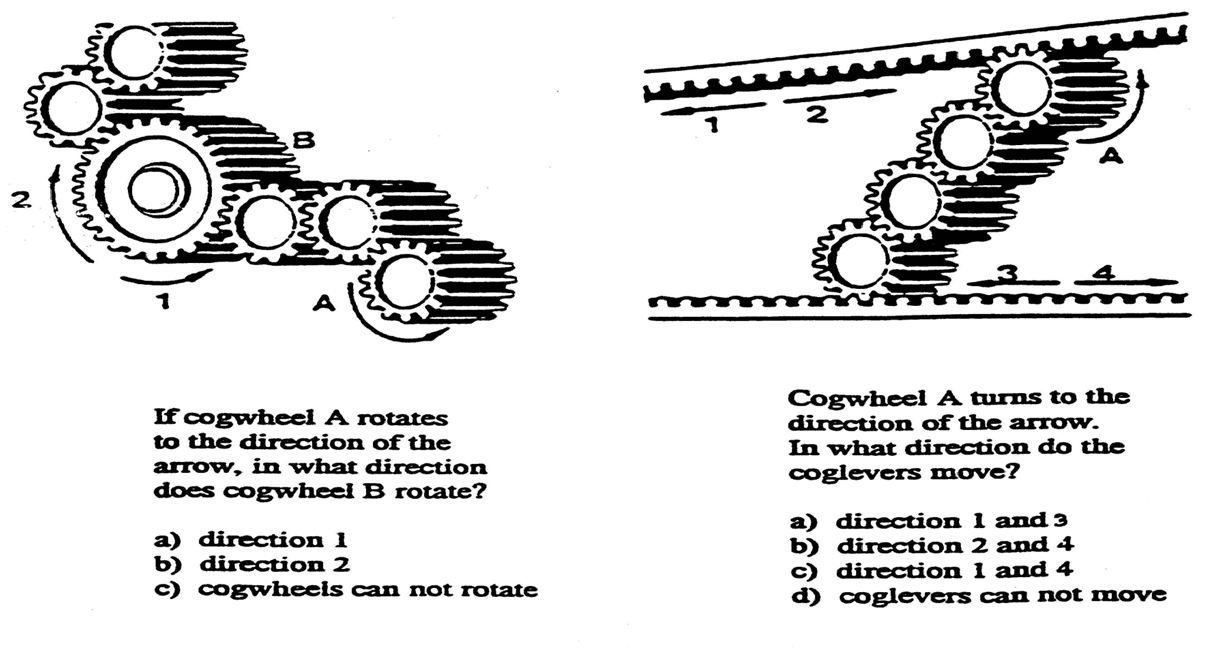 B
2
1
A
If cogwheel A rotates
to the direction of the
arrow, in what direction
does cogwheel B rotate?
a) direction 1
b) direction 2
c) cogwheels can not rotate
1
2
A
3
4
Cogwheel A turns to the
direction of the arrow.
In what direction do the
coglevers move?
a) direction 1 and 3
b) direction 2 and 4
c) direction 1 and 4
d) coglevers can not move